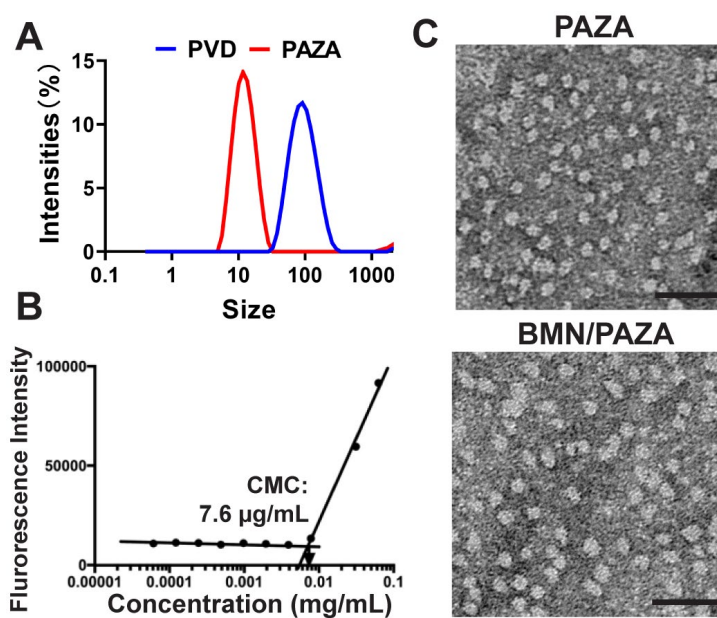 A
PVD PAZA
Intensities(%)
15
10
5
0
0.1 1 10 100 1000
Size
B
Flurorescence Intensity
100000
50000
0
CMC:
7.6 µg/mL
0.00001 0.0001 0.001 0.01 0.1
Concentration (mg/mL)
C
PAZA
BMN/PAZA